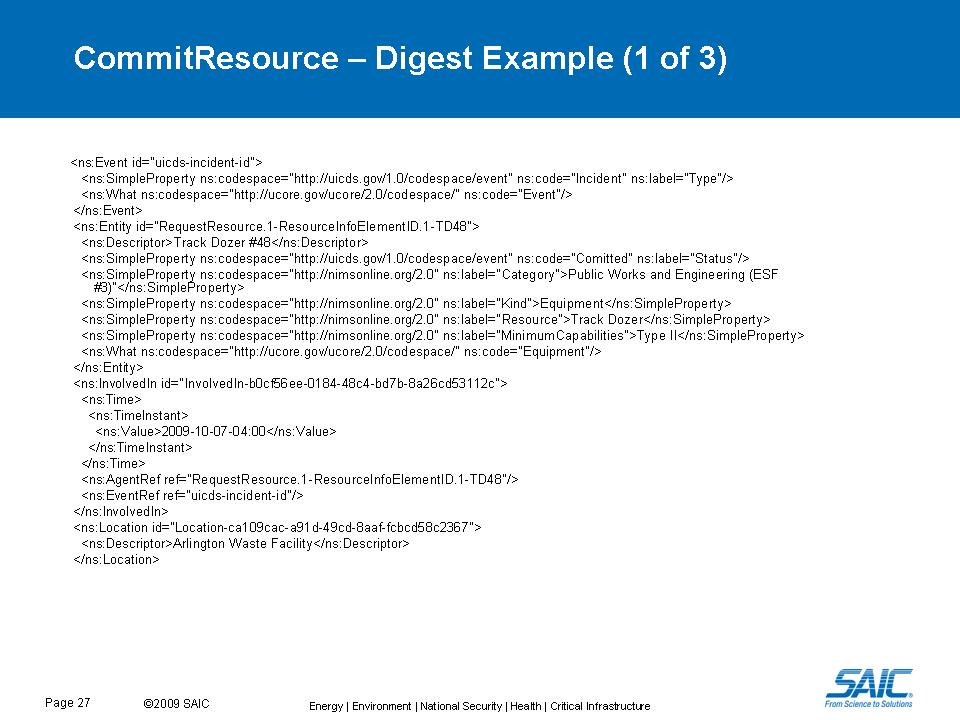 CommitResource – Digest Example (1 of 3)
<ns:Event id="uicds-incident-id">
<ns:SimpleProperty ns:codespace="http://uicds.gov/1.0/codespace/event" ns:code="Incident" ns:label="Type"/>
<ns:What ns:codespace="http://ucore.gov/ucore/2.0/codespace/" ns:code="Event"/>
</ns:Event>
<ns:Entity id="RequestResource.1-ResourceInfoElementID.1-TD48">
<ns:Descriptor>Track Dozer #48</ns:Descriptor>
<ns:SimpleProperty ns:codespace="http://uicds.gov/1.0/codespace/event" ns:code="Comitted" ns:label="Status"/>
<ns:SimpleProperty ns:codespace="http://nimsonline.org/2.0" ns:label="Category">Public Works and Engineering (ESF
#3)"</ns:SimpleProperty>
<ns:SimpleProperty ns:codespace="http://nimsonline.org/2.0" ns:label="Kind">Equipment</ns:SimpleProperty>
<ns:SimpleProperty ns:codespace="http://nimsonline.org/2.0" ns:label="Resource">Track Dozer</ns:SimpleProperty>
<ns:SimpleProperty ns:codespace="http://nimsonline.org/2.0" ns:label="MinimumCapabilities">Type II</ns:SimpleProperty>
<ns:What ns:codespace="http://ucore.gov/ucore/2.0/codespace/" ns:code="Equipment"/>
</ns:Entity>
<ns:InvolvedIn id="InvolvedIn-b0cf56ee-0184-48c4-bd7b-8a26cd53112c">
<ns:Time>
<ns:TimeInstant>
<ns:Value>2009-10-07-04:00</ns:Value>
</ns:TimeInstant>
</ns:Time>
<ns:AgentRef ref="RequestResource.1-ResourceInfoElementID.1-TD48"/>
<ns:EventRef ref="uicds-incident-id"/>
</ns:InvolvedIn>
<ns:Location id="Location-ca109cac-a91d-49cd-8aaf-fcbcd58c2367">
<ns:Descriptor>Arlington Waste Facility</ns:Descriptor>
</ns:Location>
Page 27
©2009 SAIC
Energy | Environment | National Security | Health | Critical Infrastructure
SAIC
From Science to Solutions